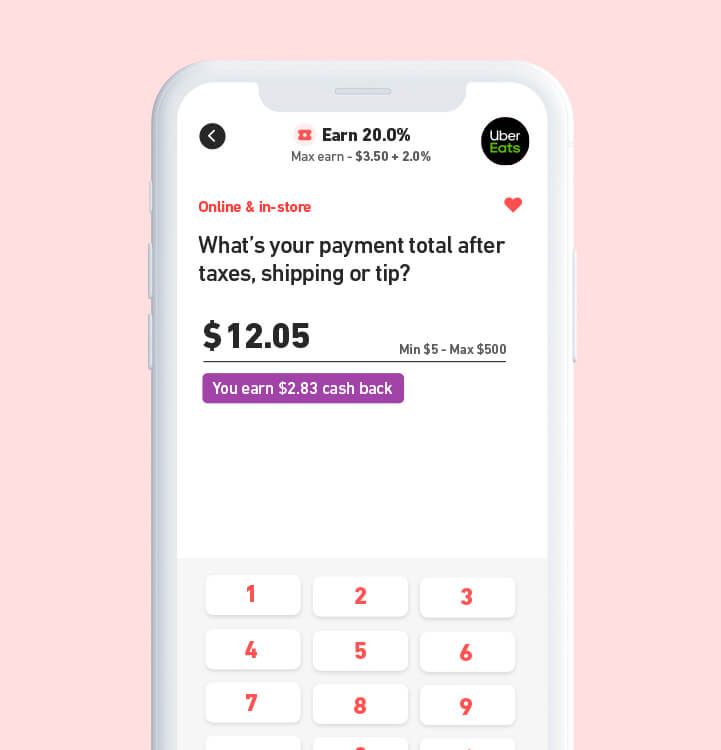 Earn 20.0%
Max earn - $3.50 + 2.0%
Uber
Eats
Online & in-store
What's your payment total after
taxes, shipping or tip?
$12.05
Min $5 - Max $500
You earn $2.83 cash back
1 2 3
4 5 6
7 8 9